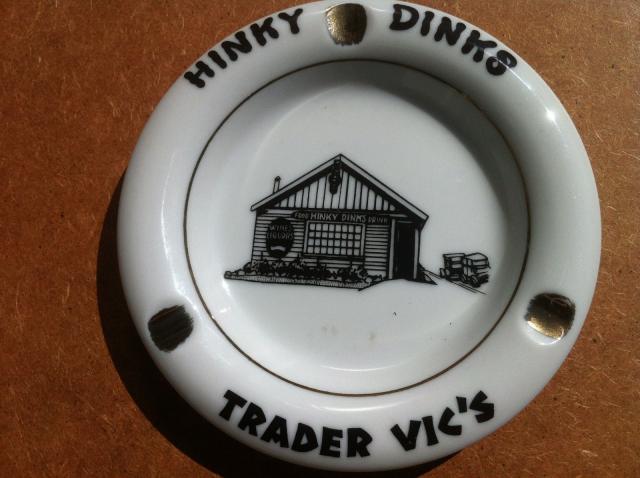 HINKY DINKS
FOOD HINKY DINKS DRINK
WINES
LIQUORS
TRADER VIC'S